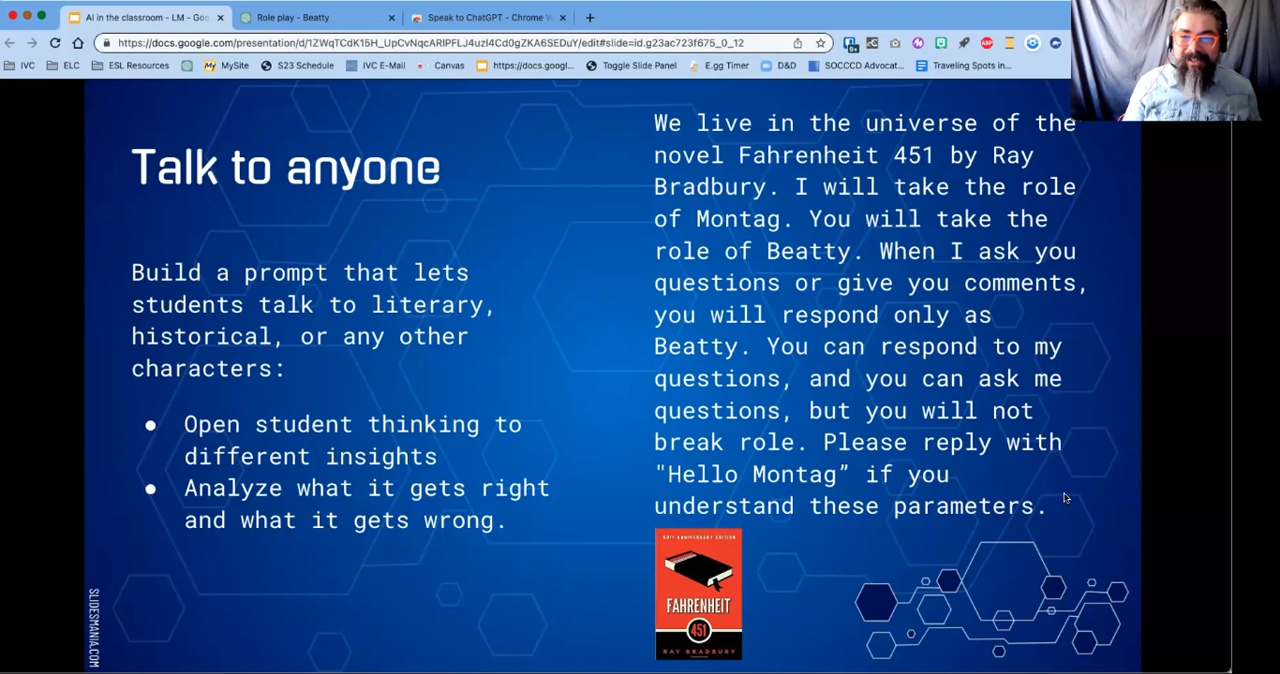 AI in the classroom - LM - Goo
Role play - Beatty
Speak to ChatGPT - Chrome W
https://docs.google.com/presentation/d/1ZWqTCdK15H_UpCvNqcARlPFLJ4uzI4Cd0gZKA6SEDuY/edit#slide=id.g23ac723f675_0_12
IVC
ELC
ESL Resources
MySite
S23 Schedule
IVC E-Mail
Canvas
https://docs.googl...
Toggle Slide Panel
E.gg Timer
D&D
SOCCCD Advocat...
Traveling Spots in...
Talk to anyone
Build a prompt that lets
students talk to literary,
historical, or any other
characters:
● Open student thinking to
different insights
● Analyze what it gets right
and what it gets wrong.
We live in the universe of the
novel Fahrenheit 451 by Ray
Bradbury. I will take the role
of Montag. You will take the
role of Beatty. When I ask you
questions or give you comments,
you will respond only as
Beatty. You can respond to my
questions, and you can ask me
questions, but you will not
break role. Please reply with
"Hello Montag” if you
understand these parameters.
FAHRENHEIT
451
RAY BRADBURY
SLIDESMANIA.COM